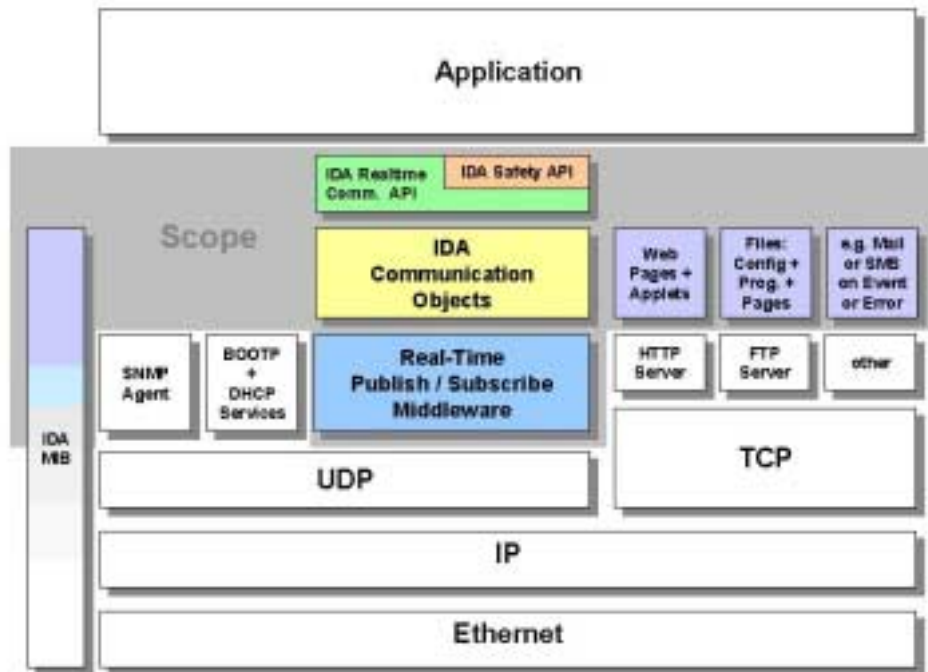 Application
IDA Realtime
Comm. API
IDA Safety API
Scope
IDA
Communication
Objects
Web
Pages +
Applets
Files:
Config +
Prog. +
Pages
e.g. Mail
or SMS
on Event
or Error
SNMP
Agent
BOOTP
+
DHCP
Services
Real-Time
Publish / Subscribe
Middleware
HTTP
Server
FTP
Server
other
IDA
MIB
UDP
TCP
IP
Ethernet